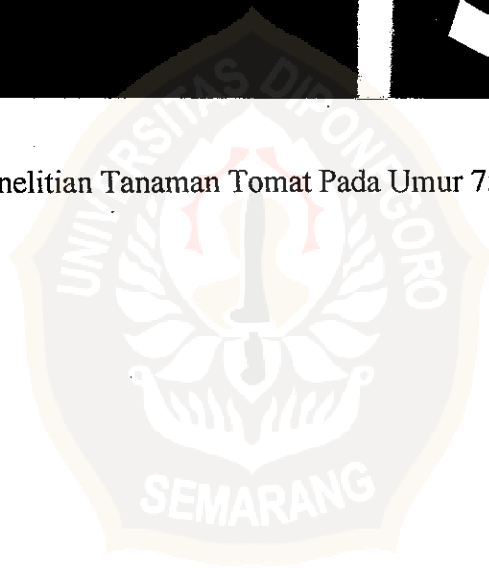 UNIVERSITAS DIPONEGORO
nelitian Tanaman Tomat Pada Umur 7
SEMARANG